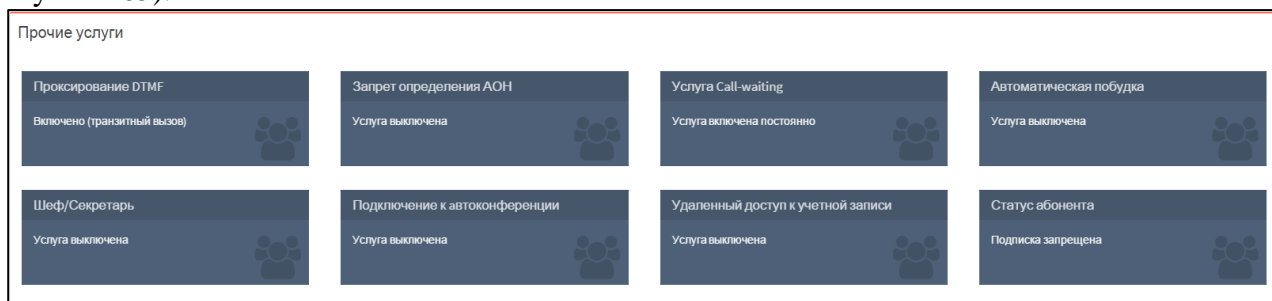 Прочие услуги
Проксирование DTMF
Включено (транзитный вызов)
Запрет определения АОН
Услуга выключена
Услуга Call-waiting
Услуга включена постоянно
Автоматическая побудка
Услуга выключена
Шеф/Секретарь
Услуга выключена
Подключение к автоконференции
Услуга выключена
Удаленный доступ к учетной записи
Услуга выключена
Статус абонента
Подписка запрещена